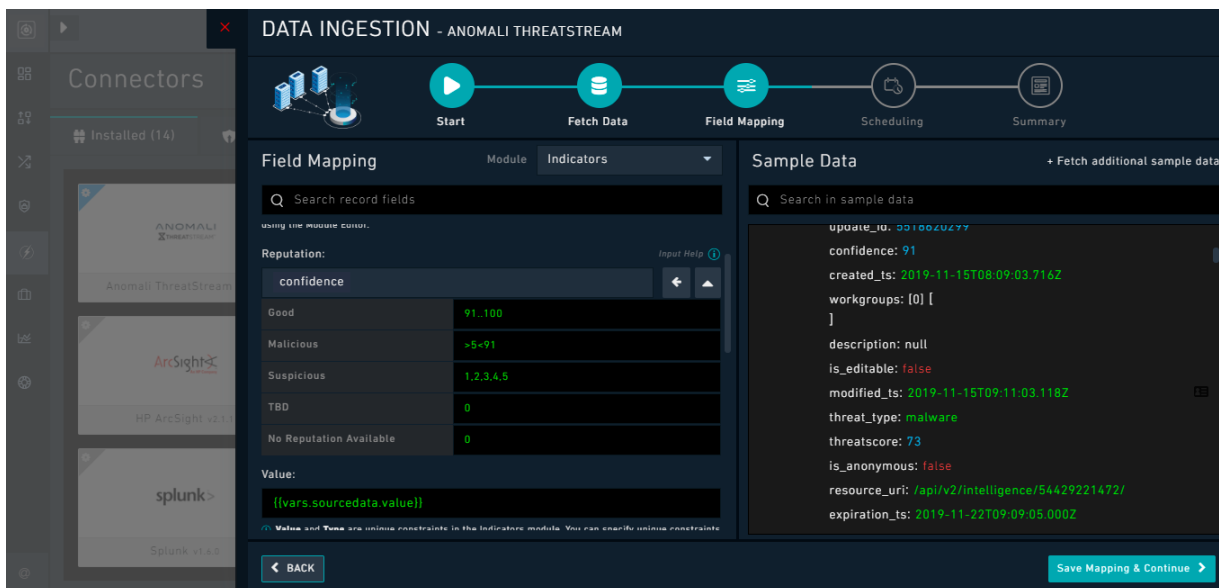 DATA INGESTION - ANOMALI THREATSTREAM
Connectors
Start
Fetch Data
Field Mapping
Scheduling
Summary
Installed (14)
Field Mapping
Module
Indicators
Search record fields
using the Module Editor.
Reputation:
Input Help
confidence
Good
91..100
Malicious
>5<91
Suspicious
1,2,3,4,5
TBD
0
No Reputation Available
0
Value:
{{vars.sourcedata.value}}
Value and Type are unique constraints in the Indicators module. You can specify unique constraints
BACK
Sample Data
+ Fetch additional sample data
Search in sample data
update_id: 5518620299
confidence: 91
created_ts: 2019-11-15T08:09:03.716Z
workgroups: [0] [
]
description: null
is_editable: false
modified_ts: 2019-11-15T09:11:03.118Z
threat_type: malware
threatscore: 73
is_anonymous: false
resource_uri: /api/v2/intelligence/54429221472/
expiration_ts: 2019-11-22T09:09:05.000Z
Save Mapping & Continue
ANOMALI
THREATSTREAM
Anomali ThreatStream
ArcSight
HP ArcSight v2.1.1
splunk>
Splunk v1.6.0